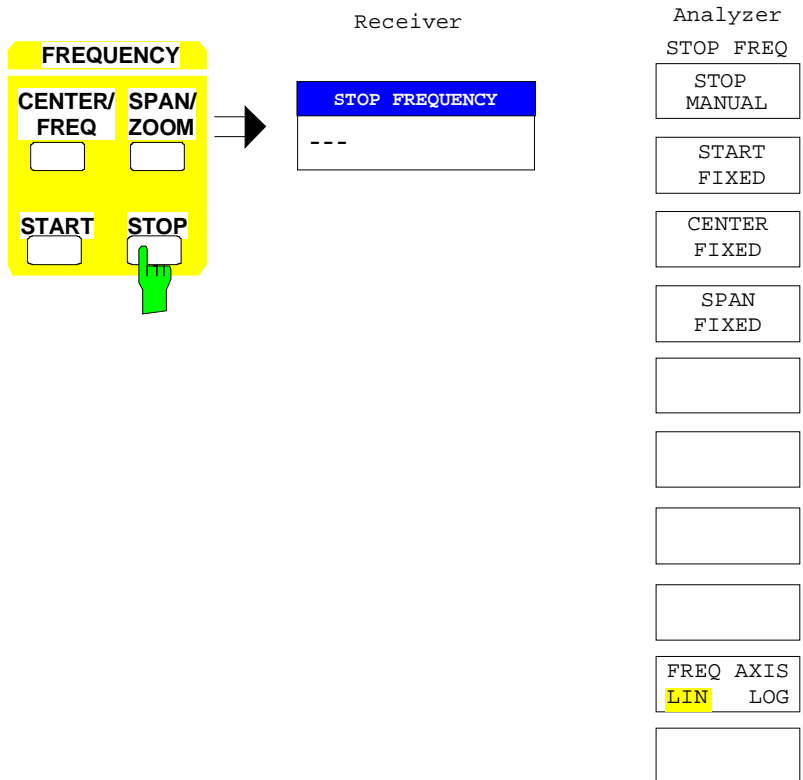 FREQUENCY
CENTER/ FREQ
SPAN/ ZOOM
START
STOP
Receiver
STOP FREQUENCY
---
Analyzer
STOP FREQ
STOP
MANUAL
START
FIXED
CENTER
FIXED
SPAN
FIXED
FREQ AXIS
LIN LOG